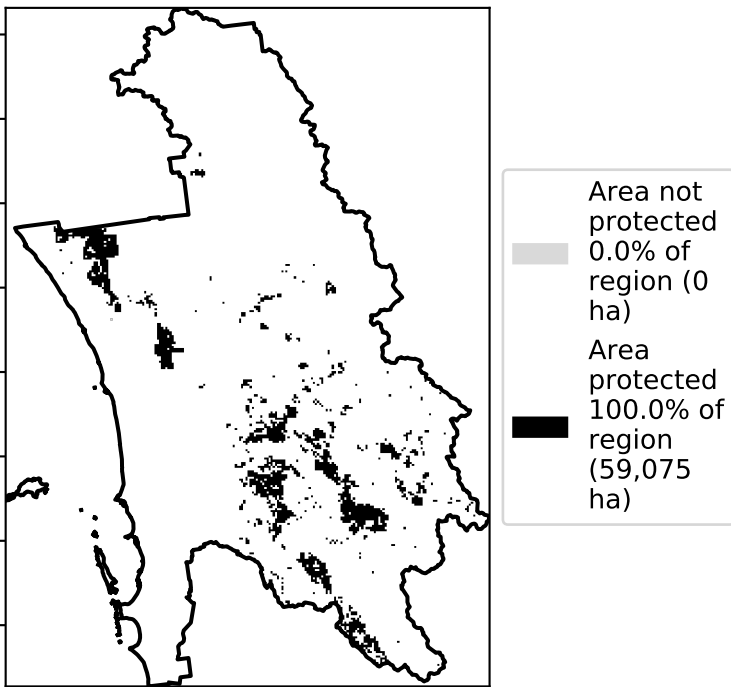 Area not
protected
0.0% of
region (0
ha)
Area
protected
100.0% of
region
(59,075
ha)